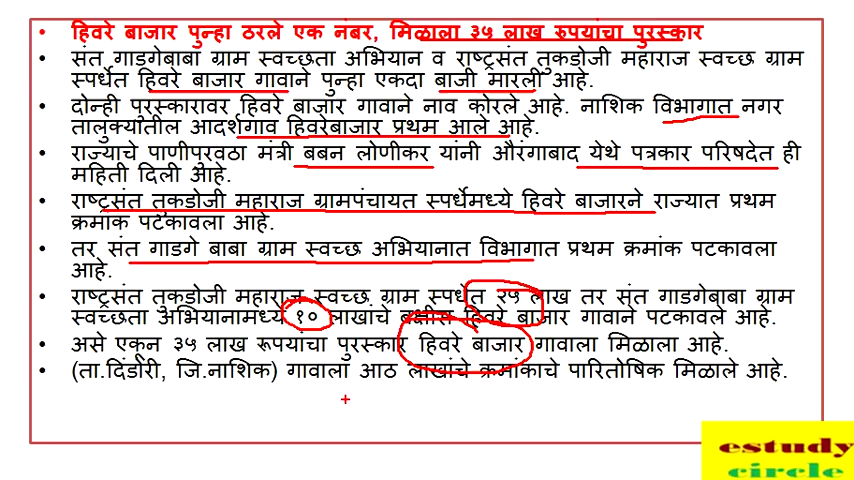 • हिवरे बाजार पुन्हा ठरले एक नंबर, मिळाला ३५ लाख रुपयांचा पुरस्कार
• संत गाडगेबाबा ग्राम स्वच्छता अभियान व राष्ट्रसंत तुकडोजी महाराज स्वच्छ ग्राम
स्पर्धेत हिवरे बाजार गावाने पुन्हा एकदा बाजी मारली आहे.
• दोन्ही पुरस्कारावर हिवरे बाजार गावाने नाव कोरले आहे. नाशिक विभागात नगर
तालुक्यातील आदर्शगाव हिवरेबाजार प्रथम आले आहे.
• राज्याचे पाणीपुरवठा मंत्री बबन लोणीकर यांनी औरंगाबाद येथे पत्रकार परिषदेत ही
महिती दिली आहे.
• राष्ट्रसंत तुकडोजी महाराज ग्रामपंचायत स्पर्धेमध्ये हिवरे बाजारने राज्यात प्रथम
क्रमांक पटकावला आहे.
• तर संत गाडगे बाबा ग्राम स्वच्छ अभियानात विभागात प्रथम क्रमांक पटकावला
आहे.
• राष्ट्रसंत तुकडोजी महाराज स्वच्छ ग्राम स्पर्धेत २५ लाख तर संत गाडगेबाबा ग्राम
स्वच्छता अभियानामध्ये १० लाखांचे बक्षीस हिवरे बाजार गावाने पटकावले आहे.
• असे एकून ३५ लाख रूपयांचा पुरस्कार हिवरे बाजार गावाला मिळाला आहे.
• (ता.दिंडोरी, जि.नाशिक) गावाला आठ लाखांचे क्रमांकाचे पारितोषिक मिळाले आहे.
estudy
circle